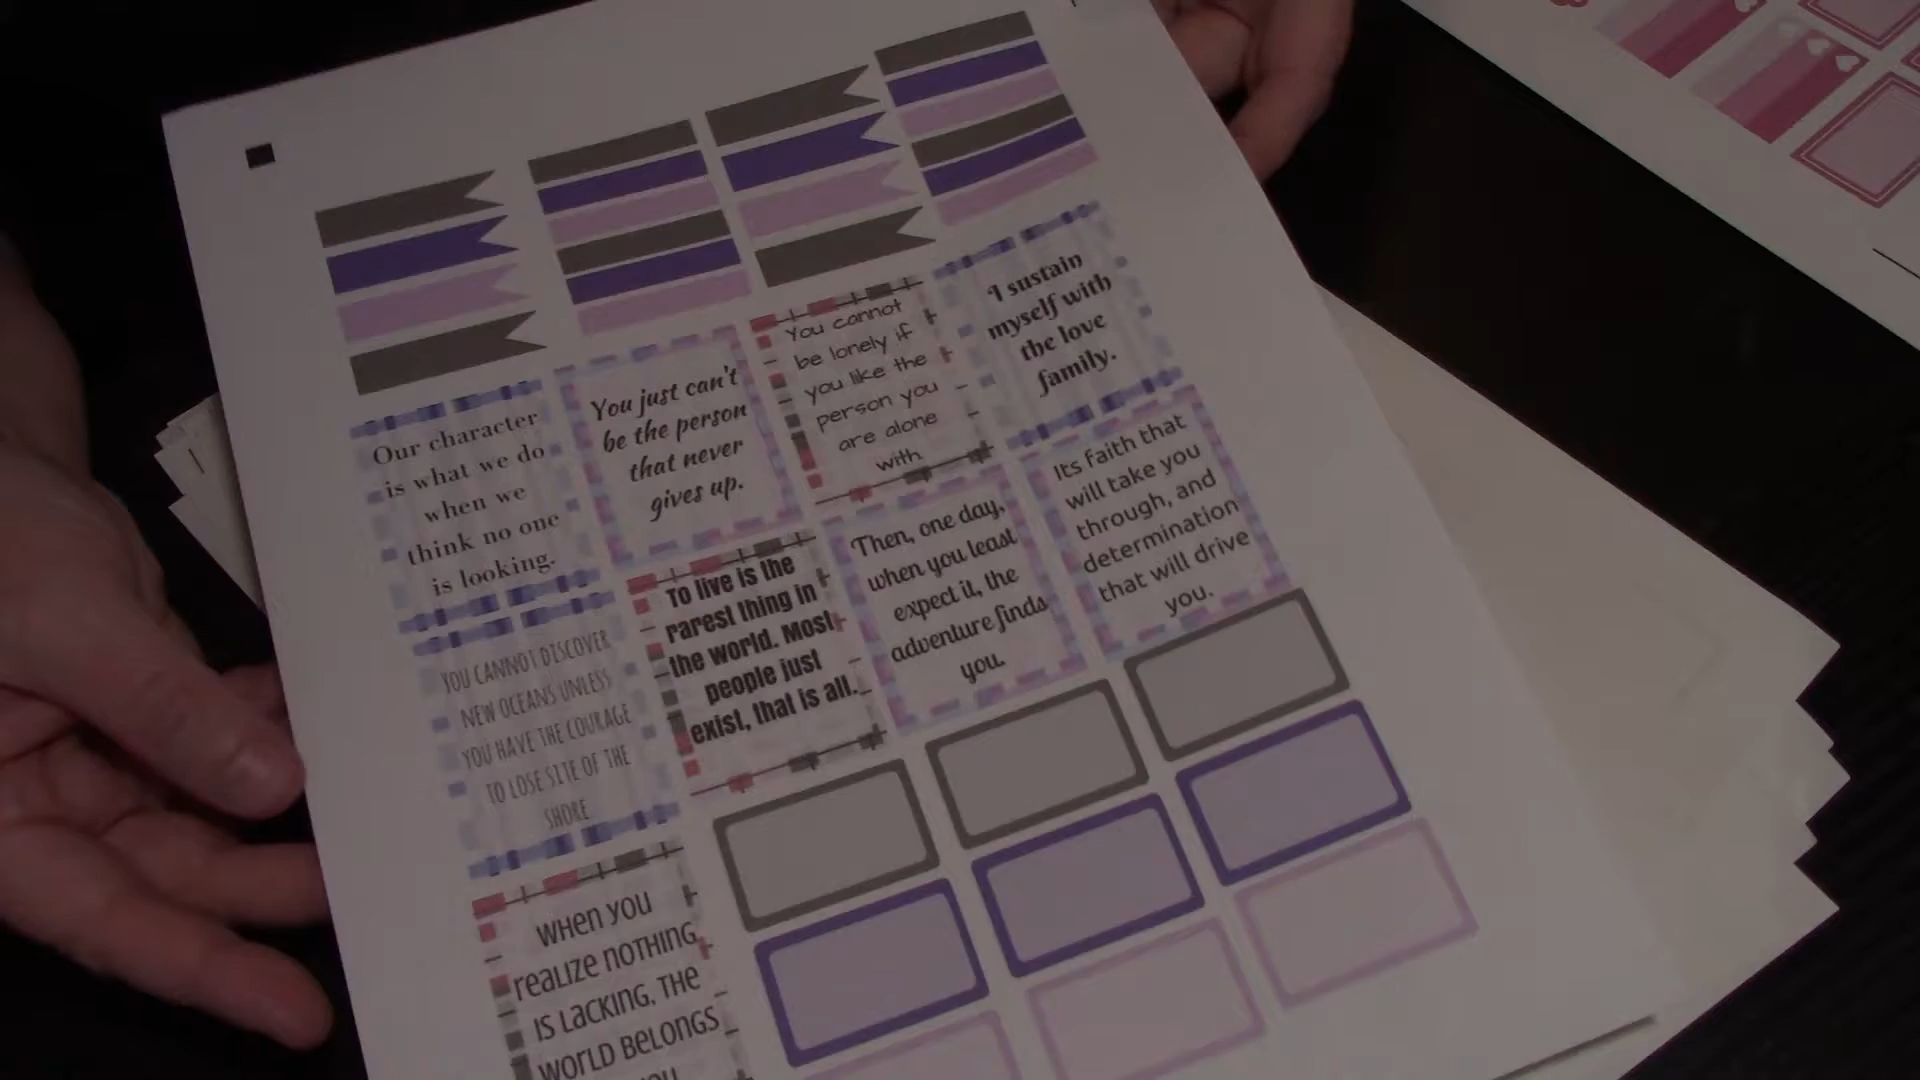 Our character
is what we do
when we
think no one
is looking.
You just can't
be the person
that never
gives up.
You cannot
be lonely if
you like the
person you
are alone
with.
I sustain
myself with
the love
family.
YOU CANNOT DISCOVER
NEW OCEANS UNLESS
YOU HAVE THE COURAGE
TO LOSE SITE OF THE
SHORE
To live is the
rarest thing in
the world. Most
people just
exist, that is all.
Then, one day,
when you least
expect it, the
adventure finds
you.
Its faith that
will take you
through, and
determination
that will drive
you.
When you
realize nothing
is lacking, the
world belongs